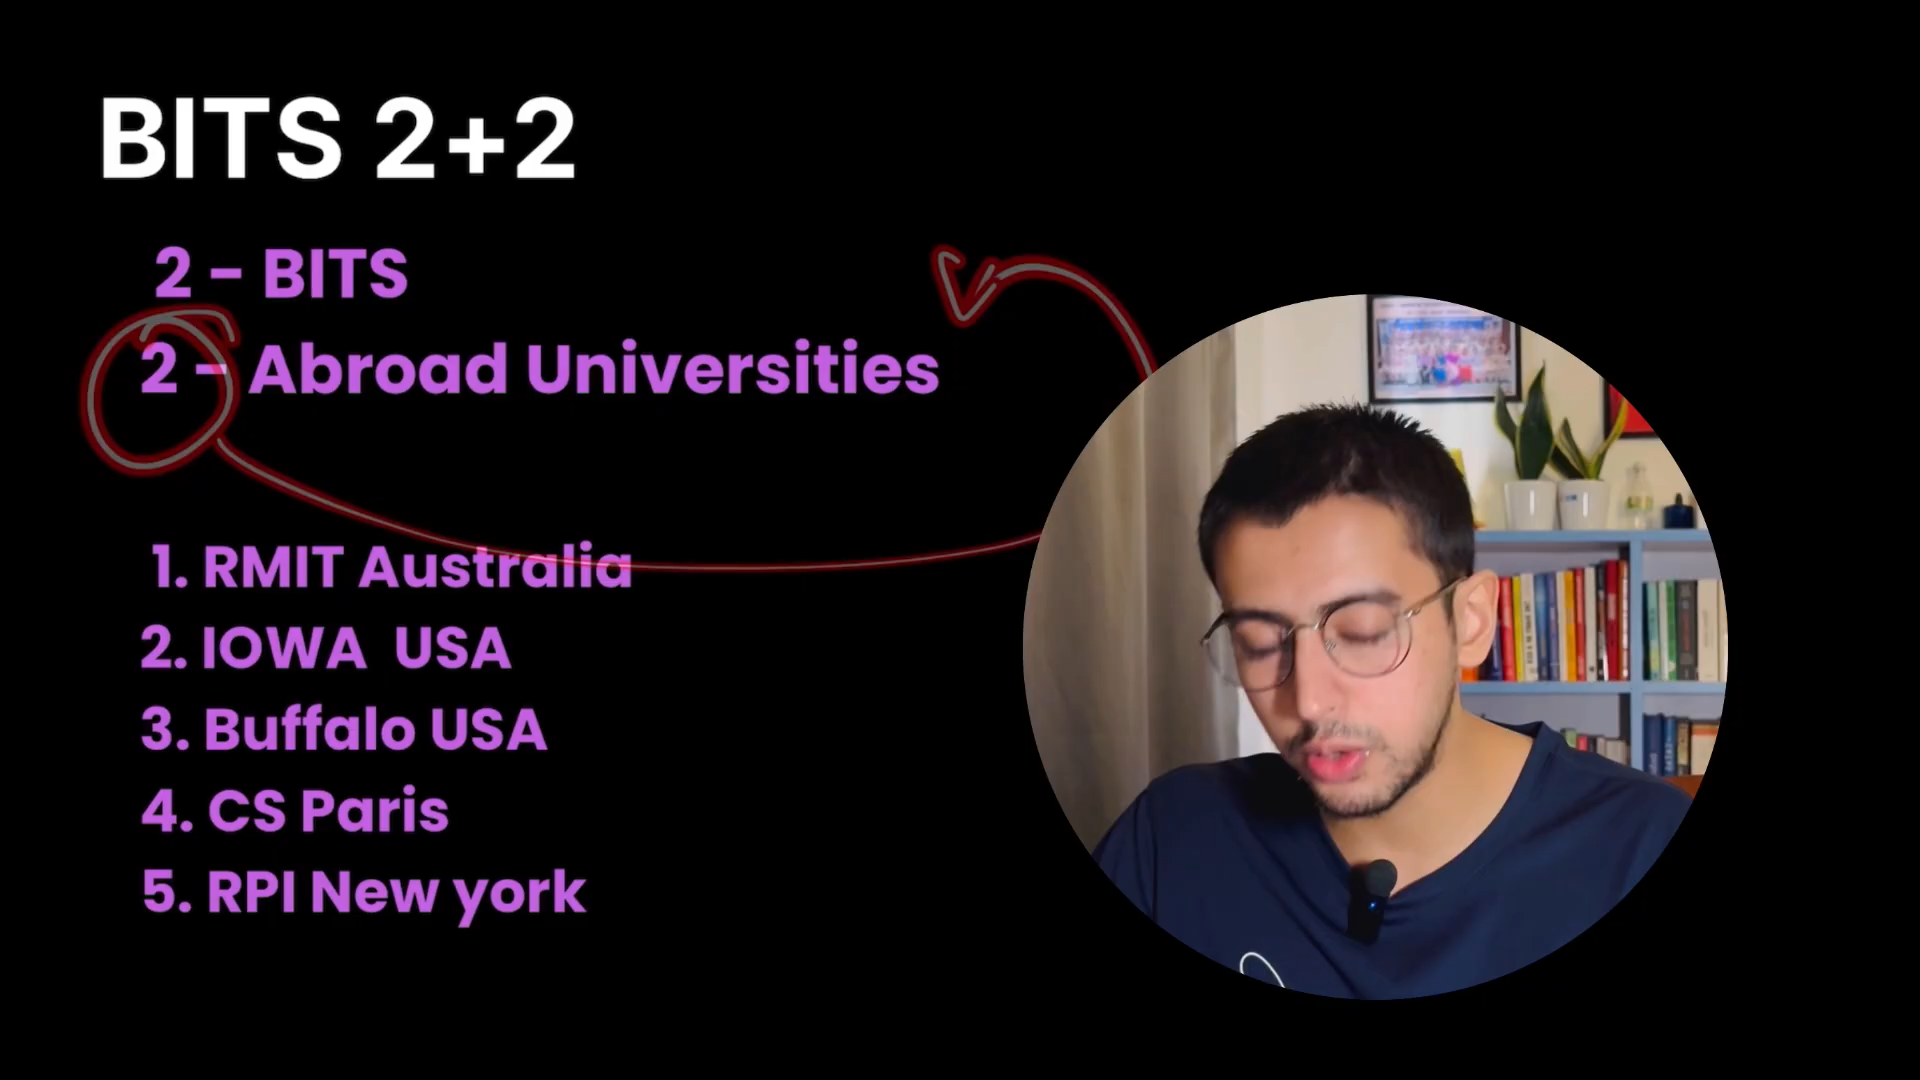 BITS 2+2
2 - BITS
2 - Abroad Universities
1. RMIT Australia
2. IOWA USA
3. Buffalo USA
4. CS Paris
5. RPI New york